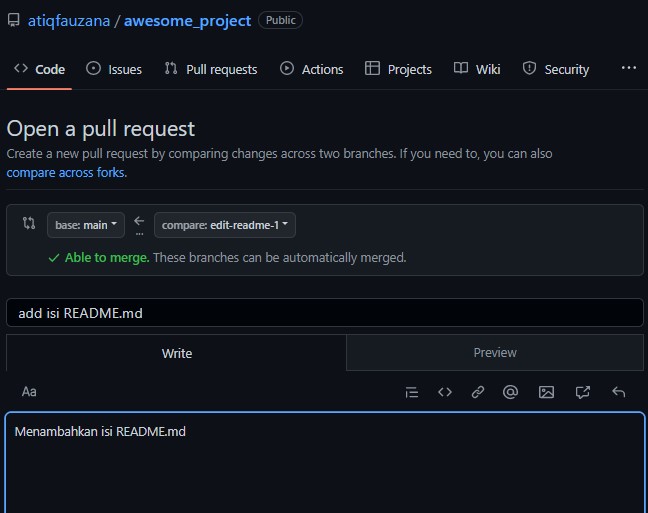 atiqfauzana / awesome_project Public
Code Issues Pull requests Actions Projects Wiki Security ...
Open a pull request
Create a new pull request by comparing changes across two branches. If you need to, you can also
compare across forks.
base: main ← compare: edit-readme-1
... 
✓ Able to merge. These branches can be automatically merged.
add isi README.md
Write Preview
Aa
Menambahkan isi README.md